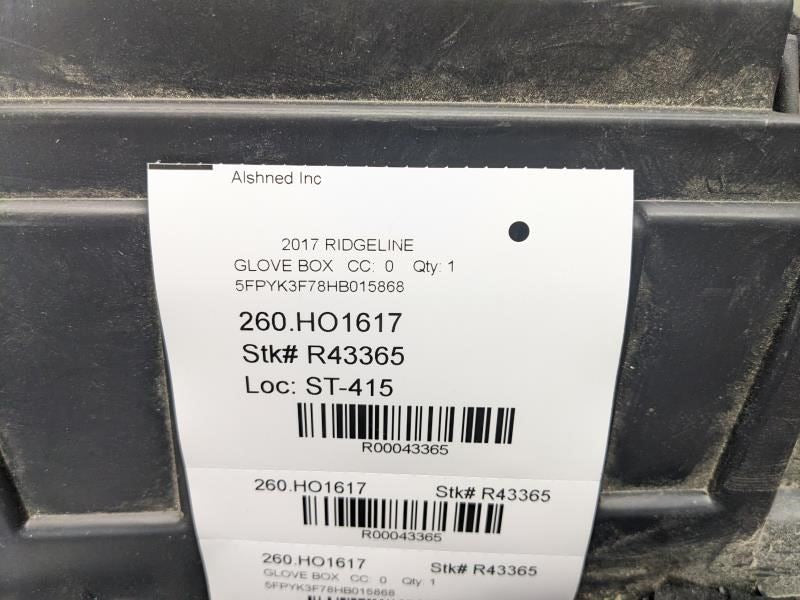 Alshned Inc
2017 RIDGELINE
GLOVE BOX CC: 0 Qty: 1
5FPYK3F78HB015868
260.HO1617
Stk# R43365
Loc: ST-415
R00043365
260.HO1617 Stk# R43365
R00043365
260.HO1617 Stk# R43365
GLOVE BOX CC: 0 Qty: 1
5FPYK3F78HB015868